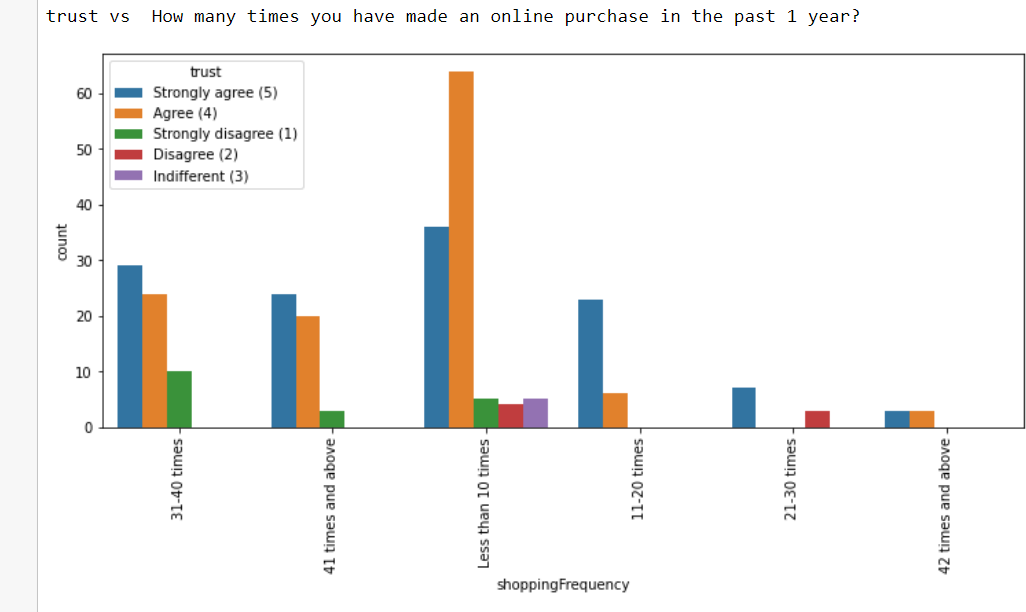 trust vs  How many times you have made an online purchase in the past 1 year?
trust
Strongly agree (5)
Agree (4)
Strongly disagree (1)
Disagree (2)
Indifferent (3)
60
50
40
30
20
10
0
count
31-40 times
41 times and above
Less than 10 times
11-20 times
21-30 times
42 times and above
shoppingFrequency